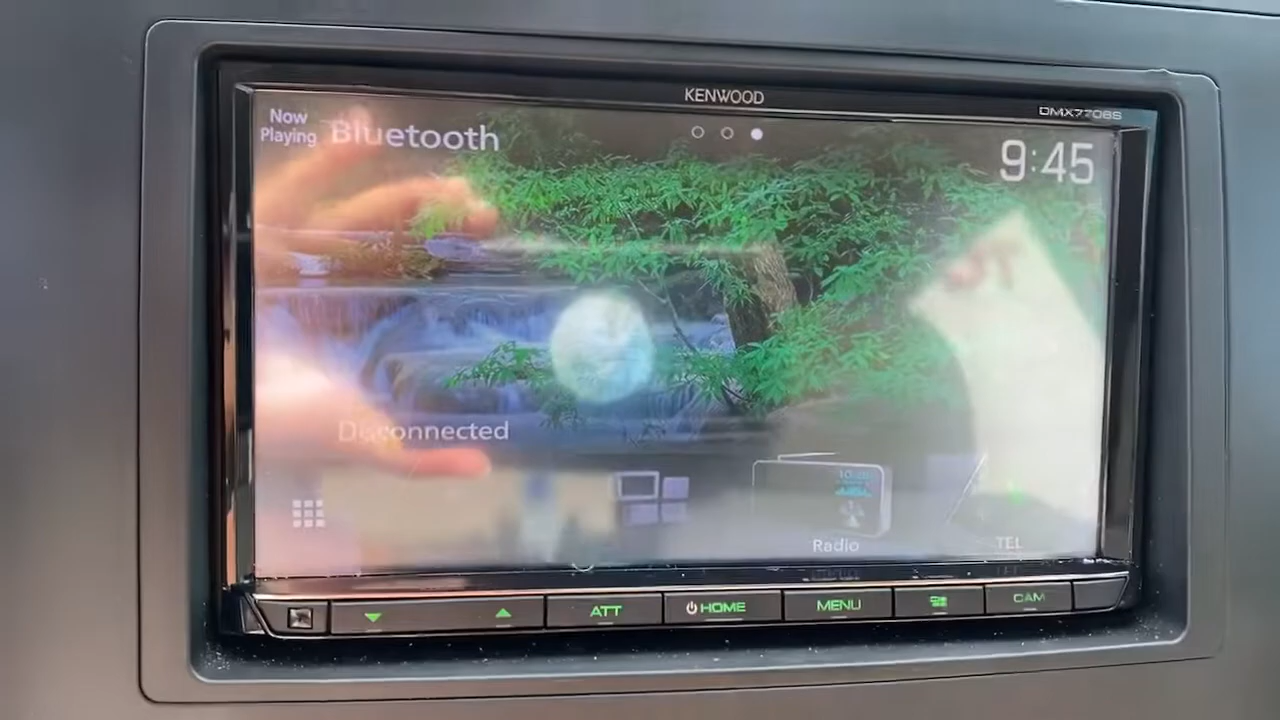 KENWOOD
DMX7706S
Now
Playing
Bluetooth
9:45
Disconnected
Radio
TEL
ATT
HOME
MENU
CAM